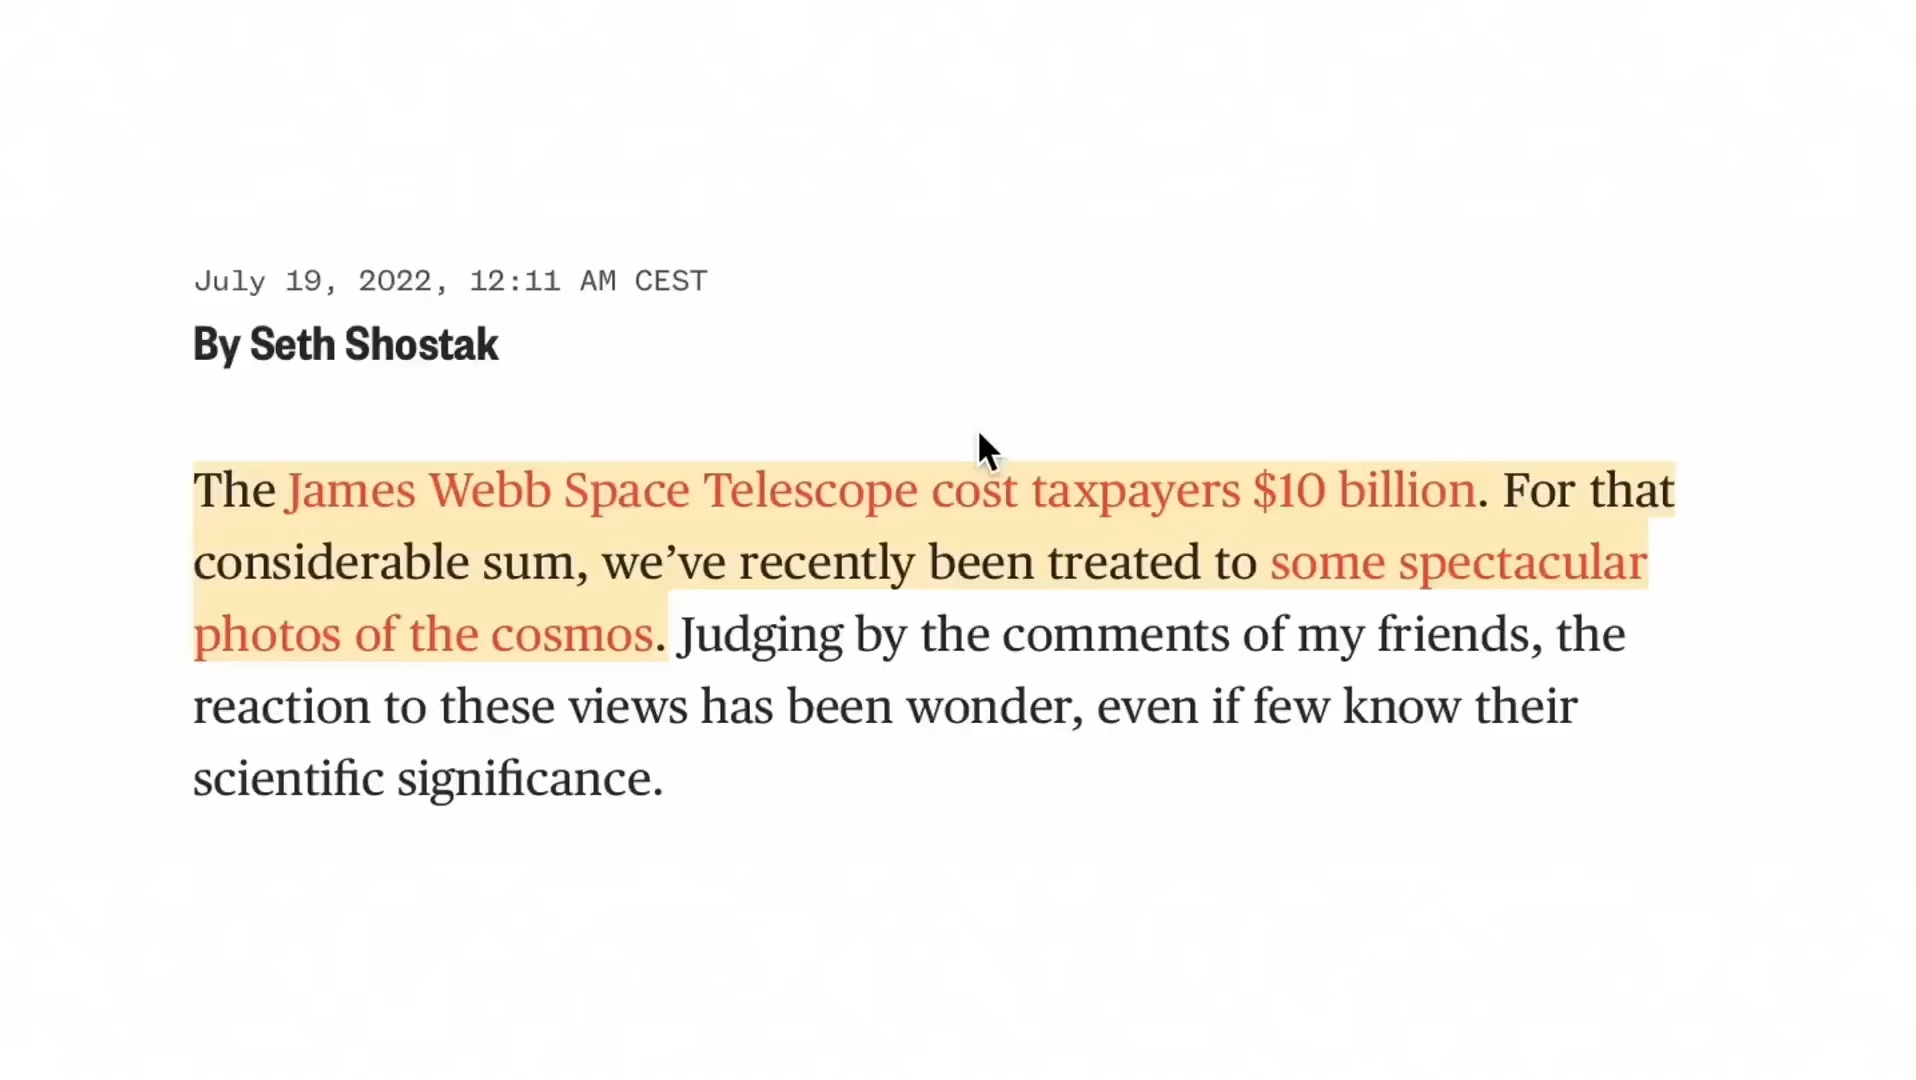 July 19, 2022, 12:11 AM CEST
By Seth Shostak
The James Webb Space Telescope cost taxpayers $10 billion. For that
considerable sum, we’ve recently been treated to some spectacular
photos of the cosmos. Judging by the comments of my friends, the
reaction to these views has been wonder, even if few know their
scientific significance.